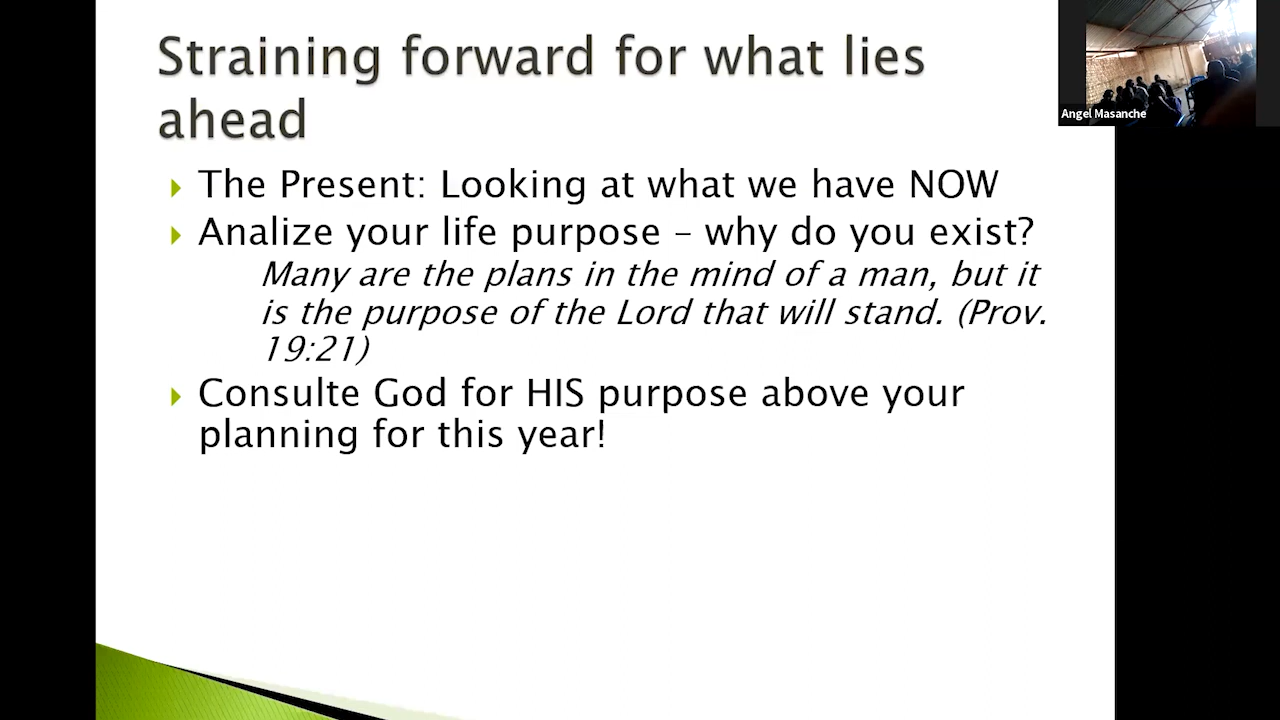 Straining forward for what lies
ahead
The Present: Looking at what we have NOW
Analize your life purpose – why do you exist?
Many are the plans in the mind of a man, but it
is the purpose of the Lord that will stand. (Prov.
19:21)
Consulte God for HIS purpose above your
planning for this year!
Angel Masanche